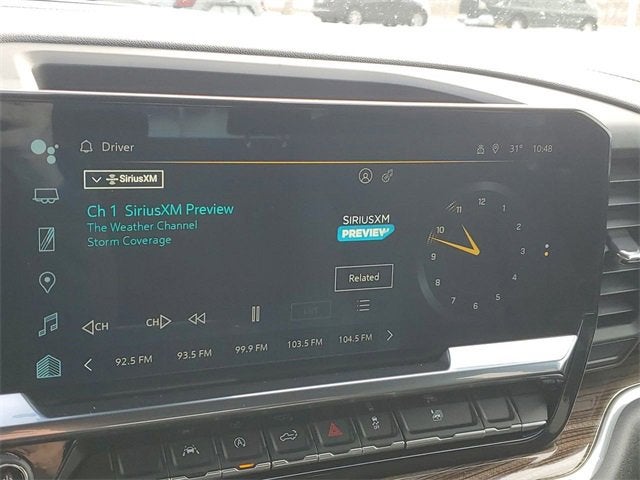 Driver 31° 10:48
SiriusXM
Ch 1 SiriusXM Preview
The Weather Channel
Storm Coverage
SIRIUSXM
PREVIEW
Related
CH CH
92.5 FM 93.5 FM 99.9 FM 103.5 FM 104.5 FM
12
1
2
3
4
5
6
7
8
9
10
11